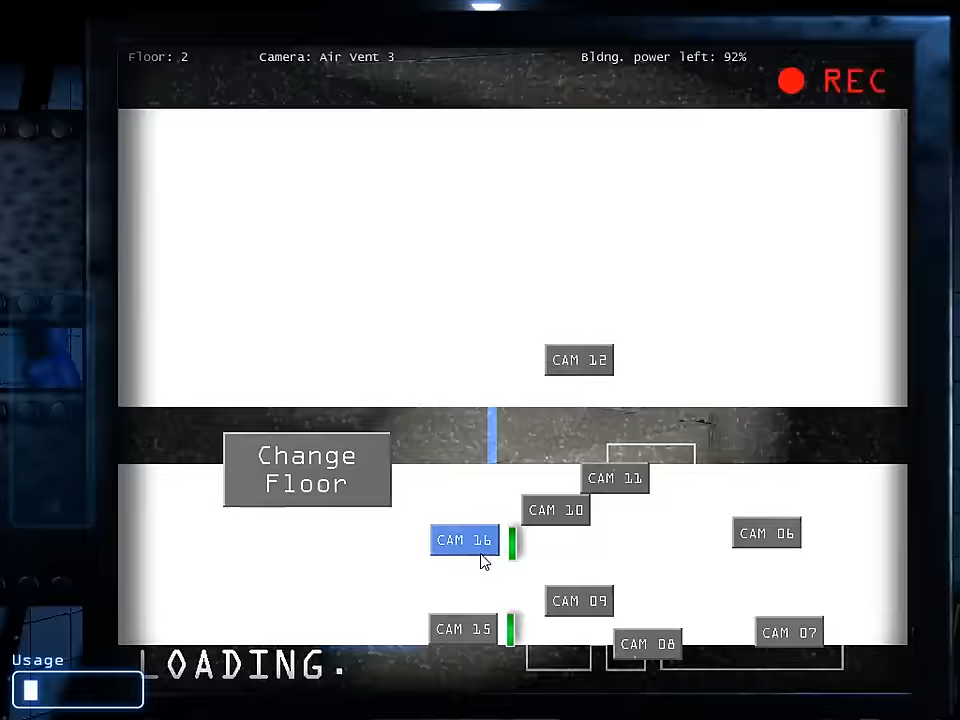 Floor: 2 Camera: Air Vent 3 Bldng. power left: 92%
REC
CAM 12
Change
Floor
CAM 11
CAM 10
CAM 06
CAM 16
CAM 09
CAM 15
CAM 07
CAM 08
LOADING.
Usage